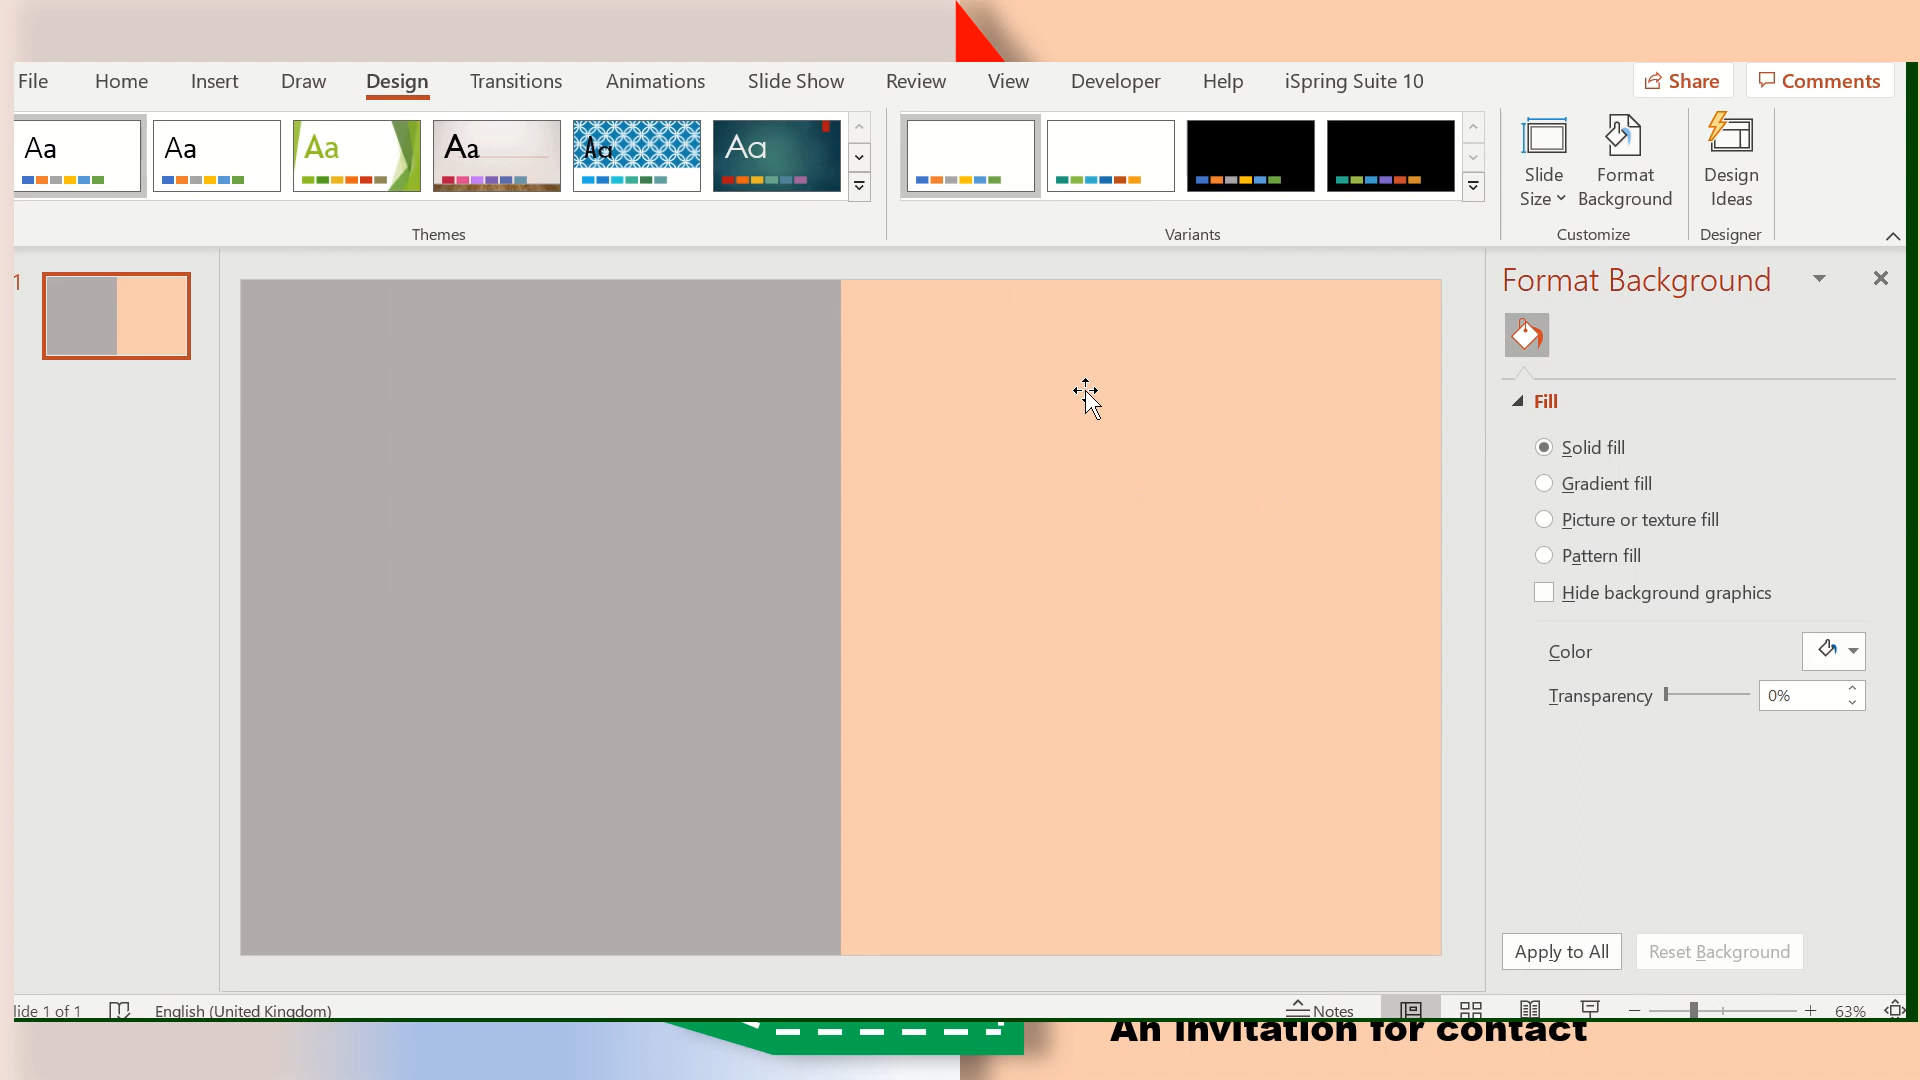 File Home Insert Draw Design Transitions Animations Slide Show Review View Developer Help iSpring Suite 10 Share Comments
Aa Aa Aa Aa Aa Aa
Slide Size
Format Background
Design Ideas
Themes Variants Customize Designer
1
Format Background
Fill
Solid fill
Gradient fill
Picture or texture fill
Pattern fill
Hide background graphics
Color
Transparency 0%
Apply to All Reset Background
lide 1 of 1 English (United Kingdom) Notes 63%
An invitation for contact